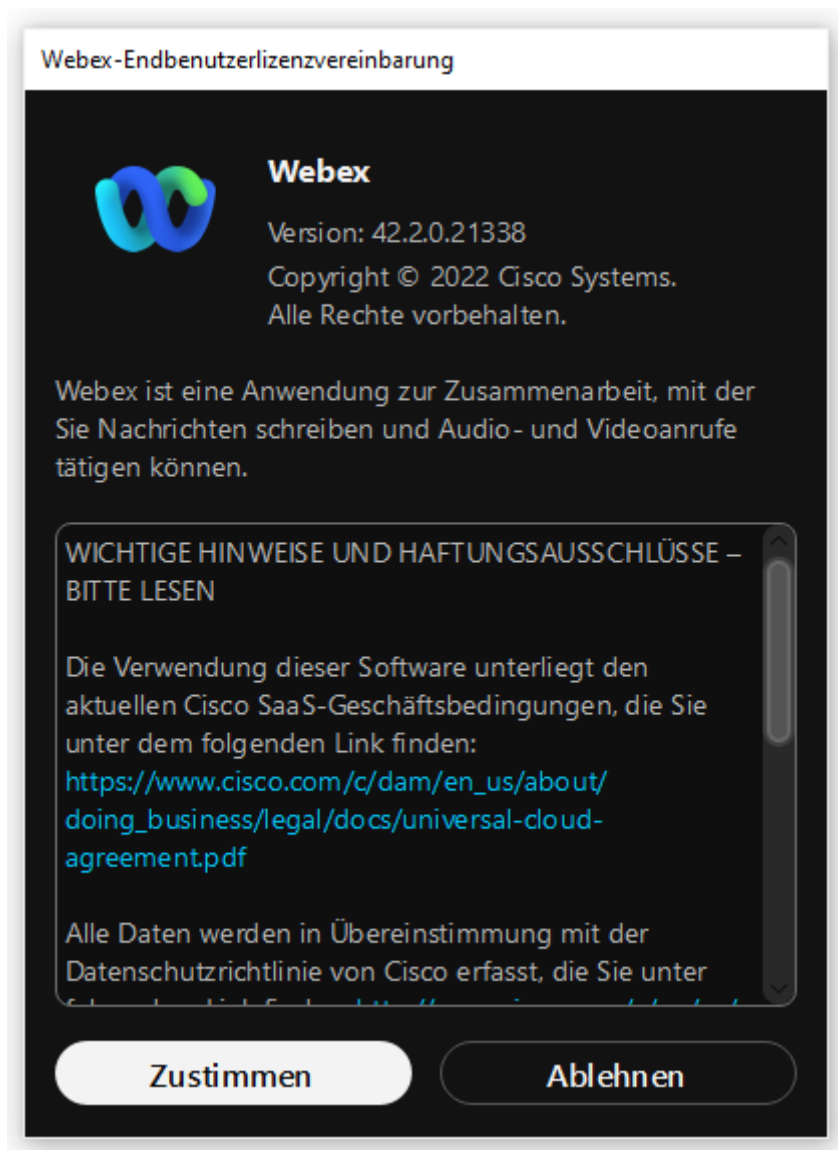 Webex-Endbenutzerlizenzvereinbarung
Webex
Version: 42.2.0.21338
Copyright © 2022 Cisco Systems.
Alle Rechte vorbehalten.
Webex ist eine Anwendung zur Zusammenarbeit, mit der
Sie Nachrichten schreiben und Audio- und Videoanrufe
tätigen können.
WICHTIGE HINWEISE UND HAFTUNGSAUSSCHLÜSSE –
BITTE LESEN
Die Verwendung dieser Software unterliegt den
aktuellen Cisco SaaS-Geschäftsbedingungen, die Sie
unter dem folgenden Link finden:
https://www.cisco.com/c/dam/en_us/about/
doing_business/legal/docs/universal-cloud-
agreement.pdf
Alle Daten werden in Übereinstimmung mit der
Datenschutzrichtlinie von Cisco erfasst, die Sie unter
Zustimmen
Ablehnen